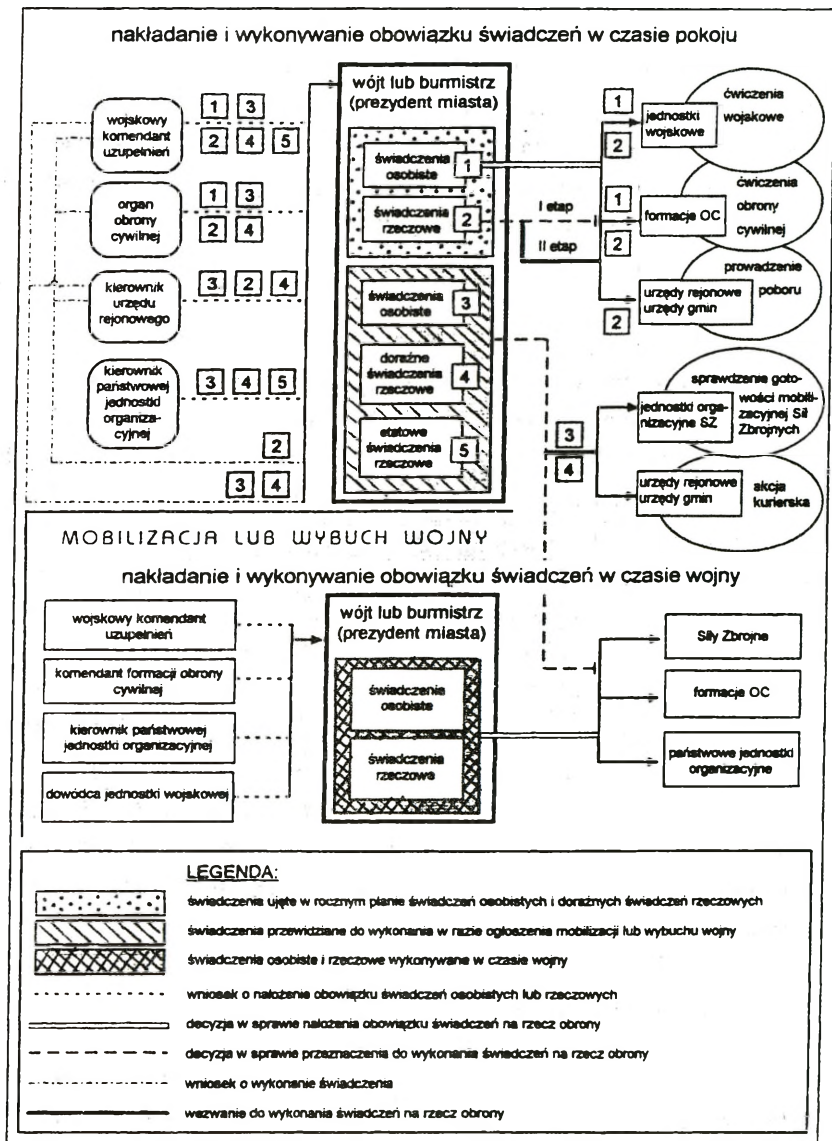 nakładanie i wykonywanie obowiązku świadczeń w czasie pokoju
wojskowy
komendant
uzupełnień
1 3
2 4 5
organ
obrony
cywilnej
1 3
2 4
kierownik
urzędu
rejonowego
3 2 4
kierownik
państwowej
jednostki
organiza-
cyjnej
3 4 5
2
3 4
wójt lub burmistrz
(prezydent miasta)
świadczenia
osobiste
1
świadczenia
rzeczowe
2
świadczenia
osobiste
3
doraźne
świadczenia
rzeczowe
4
etatowe
świadczenia
rzeczowe
5
I etap
II etap
1
2
jednostki
wojskowe
ćwiczenia
wojskowe
1
2
formacje OC
ćwiczenia
obrony
cywilnej
2
urzędy rejonowe
urzędy gmin
prowadzenie
poboru
3
4
jednostki orga-
nizacyjne SZ
sprawdzenie goto-
wości mobili-
zacyjnej Sił
Zbrojnych
urzędy rejonowe
urzędy gmin
akcja
kurierska
MOBILIZACJA LUB WYBUCH WOJNY
nakładanie i wykonywanie obowiązku świadczeń w czasie wojny
wojskowy komendant
uzupełnień
komendant formacji obrony
cywilnej
kierownik państwowej
jednostki organizacyjnej
dowódca jednostki wojskowej
wójt lub burmistrz
(prezydent miasta)
świadczenia
osobiste
świadczenia
rzeczowe
Siły Zbrojne
formacje OC
państwowe jednostki
organizacyjne
LEGENDA:
świadczenia ujęte w rocznym planie świadczeń osobistych i doraźnych świadczeń rzeczowych
świadczenia przewidziane do wykonania w razie ogłoszenia mobilizacji lub wybuchu wojny
świadczenia osobiste i rzeczowe wykonywane w czasie wojny
wniosek o nałożenie obowiązku świadczeń osobistych lub rzeczowych
decyzja w sprawie nałożenia obowiązku świadczeń na rzecz obrony
decyzja w sprawie przeznaczenia do wykonania świadczeń na rzecz obrony
wniosek o wykonanie świadczenia
wezwanie do wykonania świadczeń na rzecz obrony